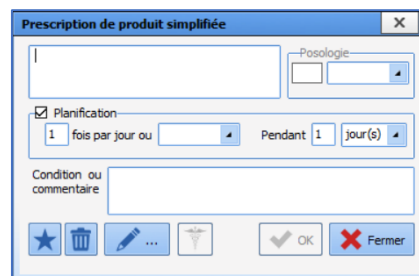 Prescription de produit simplifiée
Posologie
Planification
1 fois par jour ou Pendant 1 jour(s)
Condition ou
commentaire
... OK Fermer